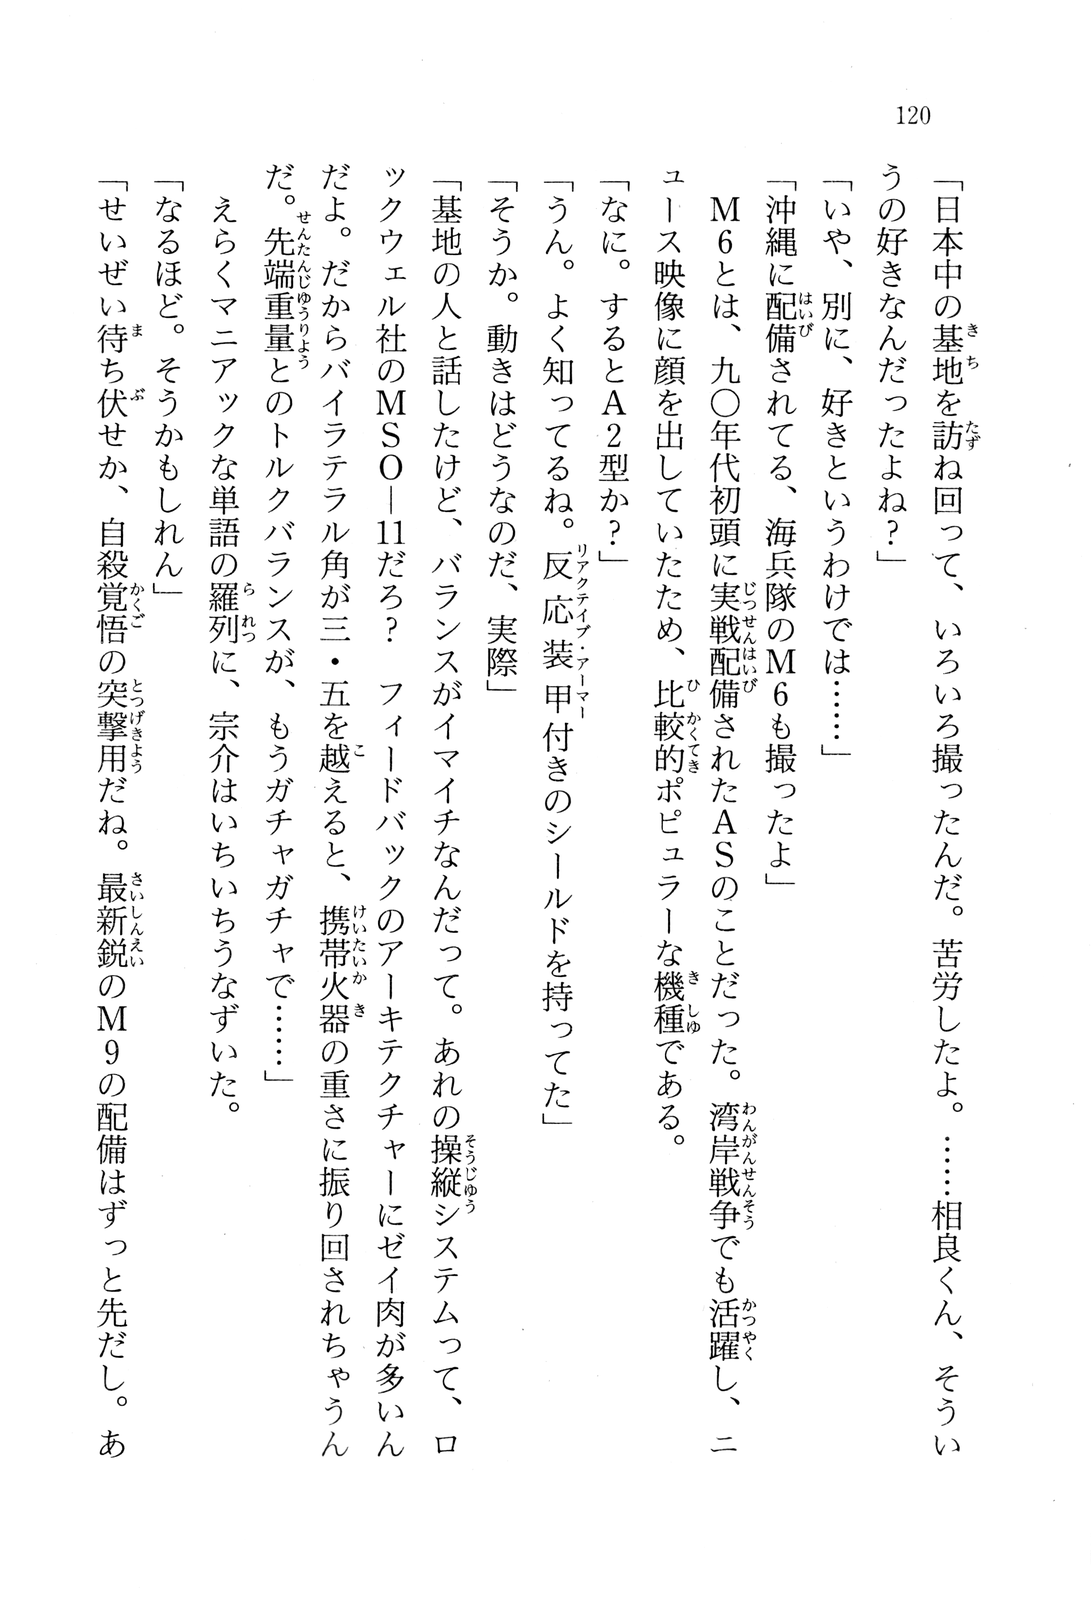 120
「日本中の基地を訪ね回って、いろいろ撮ったんだ。苦労したよ。……相良くん、そうい
うの好きなんだったよね?」
「いや、別に、好きというわけでは……」
「沖縄に配備されてる、海兵隊のM6も撮ったよ」
M6とは、九〇年代初頭に実戦配備されたASのことだった。湾岸戦争でも活躍し、ニ
ュース映像に顔を出していたため、比較的ポピュラーな機種である。
「なに。するとA2型か?」
「うん。よく知ってるね。反応装甲付きのシールドを持ってた」
「そうか。動きはどうなのだ、実際」
「基地の人と話したけど、バランスがイマイチなんだって。あれの操縦システムって、ロ
ックウェル社のMSO―11だろ? フィードバックのアーキテクチャーにゼイ肉が多いん
だよ。だからバイラテラル角が三・五を越えると、携帯火器の重さに振り回されちゃうん
だ。先端重量とのトルクバランスが、もうガチャガチャで……」
えらくマニアックな単語の羅列に、宗介はいちいちうなずいた。
「なるほど。そうかもしれん」
「せいぜい待ち伏せか、自殺覚悟の突撃用だね。最新鋭のM9の配備はずっと先だし。あ